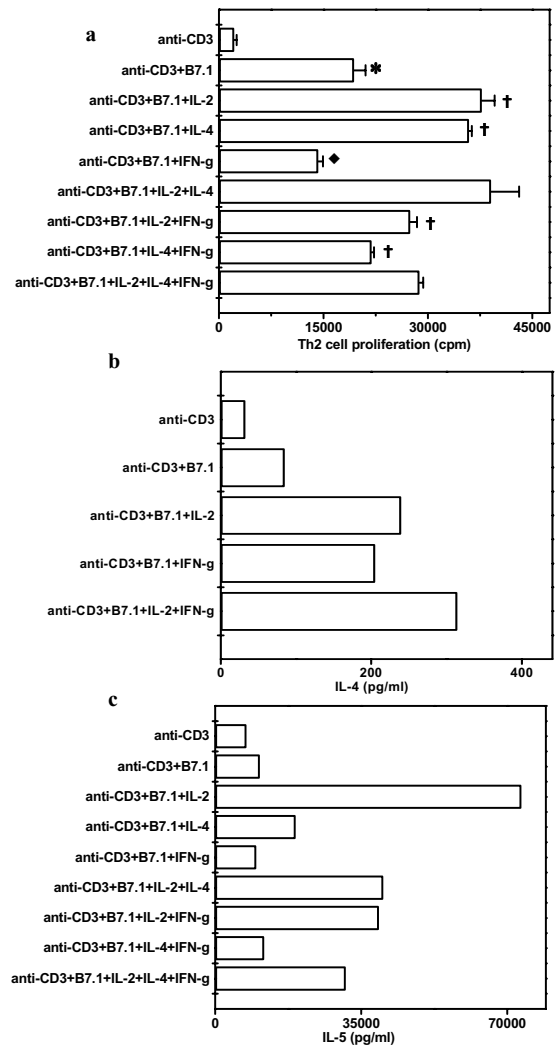 a
anti-CD3
anti-CD3+B7.1
✱
anti-CD3+B7.1+IL-2
†
anti-CD3+B7.1+IL-4
†
anti-CD3+B7.1+IFN-g
◆
anti-CD3+B7.1+IL-2+IL-4
anti-CD3+B7.1+IL-2+IFN-g
†
anti-CD3+B7.1+IL-4+IFN-g
†
anti-CD3+B7.1+IL-2+IL-4+IFN-g
0 15000 30000 45000
Th2 cell proliferation (cpm)
b
anti-CD3
anti-CD3+B7.1
anti-CD3+B7.1+IL-2
anti-CD3+B7.1+IFN-g
anti-CD3+B7.1+IL-2+IFN-g
0 200 400
IL-4 (pg/ml)
c
anti-CD3
anti-CD3+B7.1
anti-CD3+B7.1+IL-2
anti-CD3+B7.1+IL-4
anti-CD3+B7.1+IFN-g
anti-CD3+B7.1+IL-2+IL-4
anti-CD3+B7.1+IL-2+IFN-g
anti-CD3+B7.1+IL-4+IFN-g
anti-CD3+B7.1+IL-2+IL-4+IFN-g
0 35000 70000
IL-5 (pg/ml)